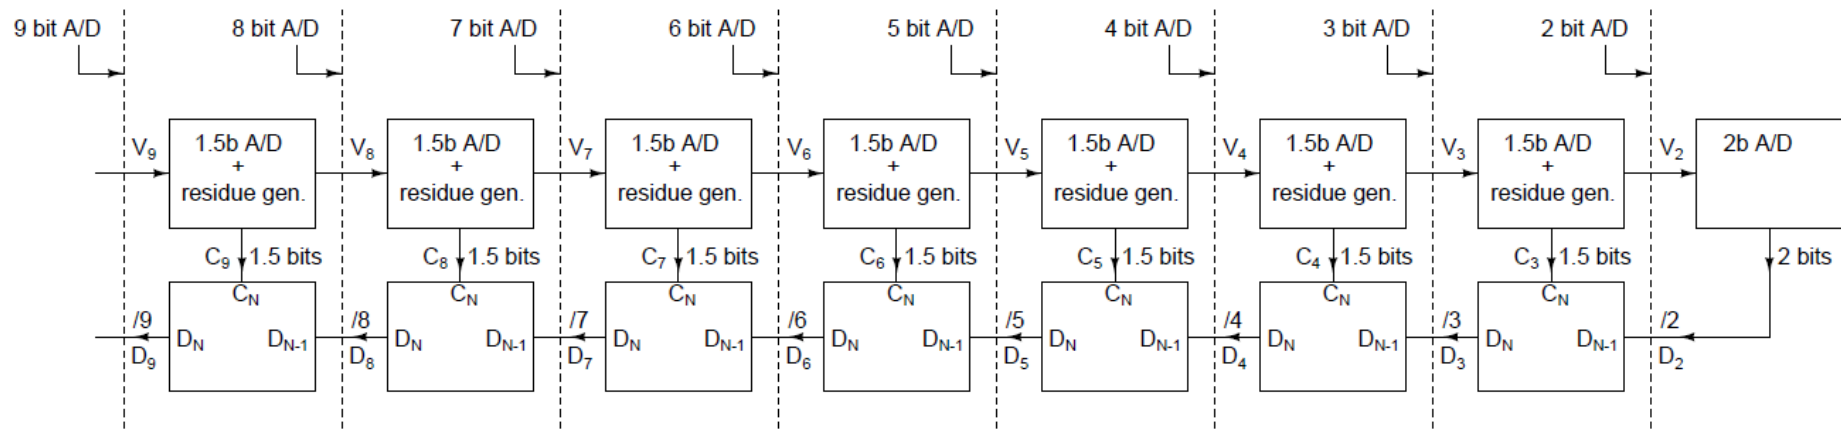 9 bit A/D 8 bit A/D 7 bit A/D 6 bit A/D 5 bit A/D 4 bit A/D 3 bit A/D 2 bit A/D
V9 1.5b A/D V8 1.5b A/D V7 1.5b A/D V6 1.5b A/D V5 1.5b A/D V4 1.5b A/D V3 1.5b A/D V2 2b A/D
+ + + + + + +
residue gen. residue gen. residue gen. residue gen. residue gen. residue gen. residue gen.
C9 1.5 bits C8 1.5 bits C7 1.5 bits C6 1.5 bits C5 1.5 bits C4 1.5 bits C3 1.5 bits 2 bits
CN CN CN CN CN CN CN
/9 /8 /7 /6 /5 /4 /3 /2
DN DN-1 DN DN-1 DN DN-1 DN DN-1 DN DN-1 DN DN-1 DN DN-1
D9 D8 D7 D6 D5 D4 D3 D2